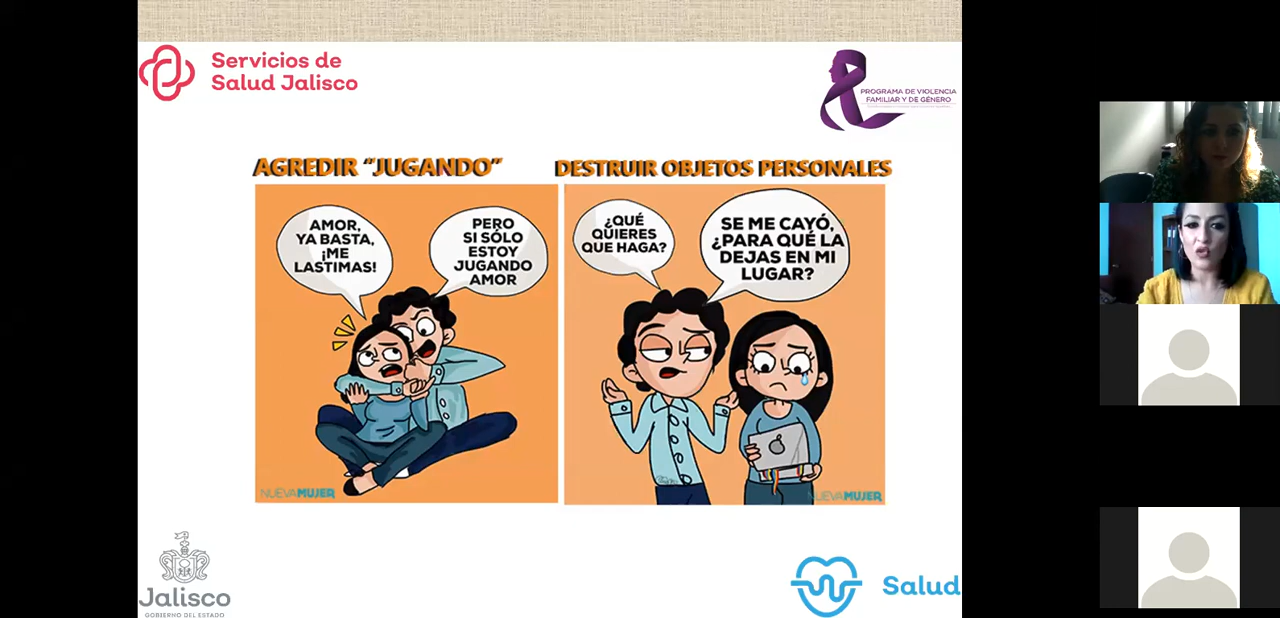 Servicios de
Salud Jalisco
PROGRAMA DE VIOLENCIA
FAMILIAR Y DE GÉNERO
AGREDIR “JUGANDO”
AMOR,
YA BASTA,
¡ME
LASTIMAS!
PERO
SI SÓLO
ESTOY
JUGANDO
AMOR
NUEVAMUJER
DESTRUIR OBJETOS PERSONALES
¿QUÉ
QUIERES
QUE HAGA?
SE ME CAYÓ,
¿PARA QUÉ LA
DEJAS EN MI
LUGAR?
NUEVAMUJER
Jalisco
GOBIERNO DEL ESTADO
Salud